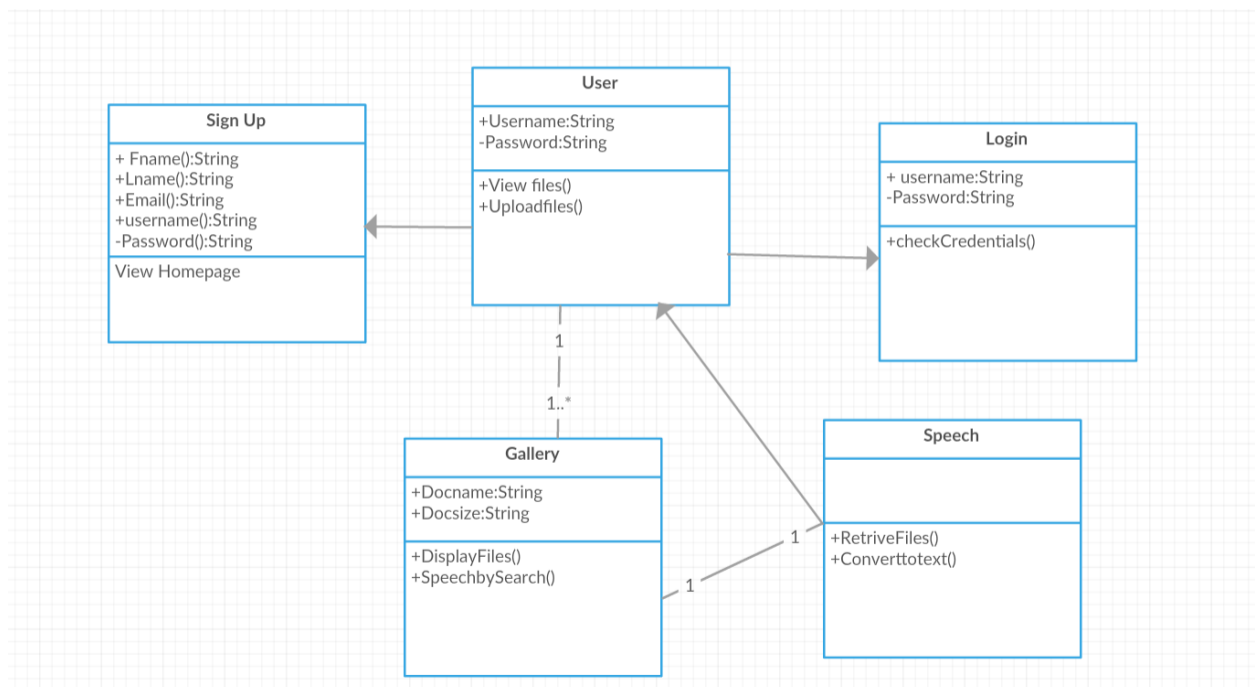 User
+Username:String
-Password:String
+View files()
+Uploadfiles()
Sign Up
+ Fname():String
+Lname():String
+Email():String
+username():String
-Password():String
View Homepage
Login
+ username:String
-Password:String
+checkCredentials()
1
1..*
Gallery
+Docname:String
+Docsize:String
+DisplayFiles()
+SpeechbySearch()
1
1
Speech
+RetriveFiles()
+Converttotext()